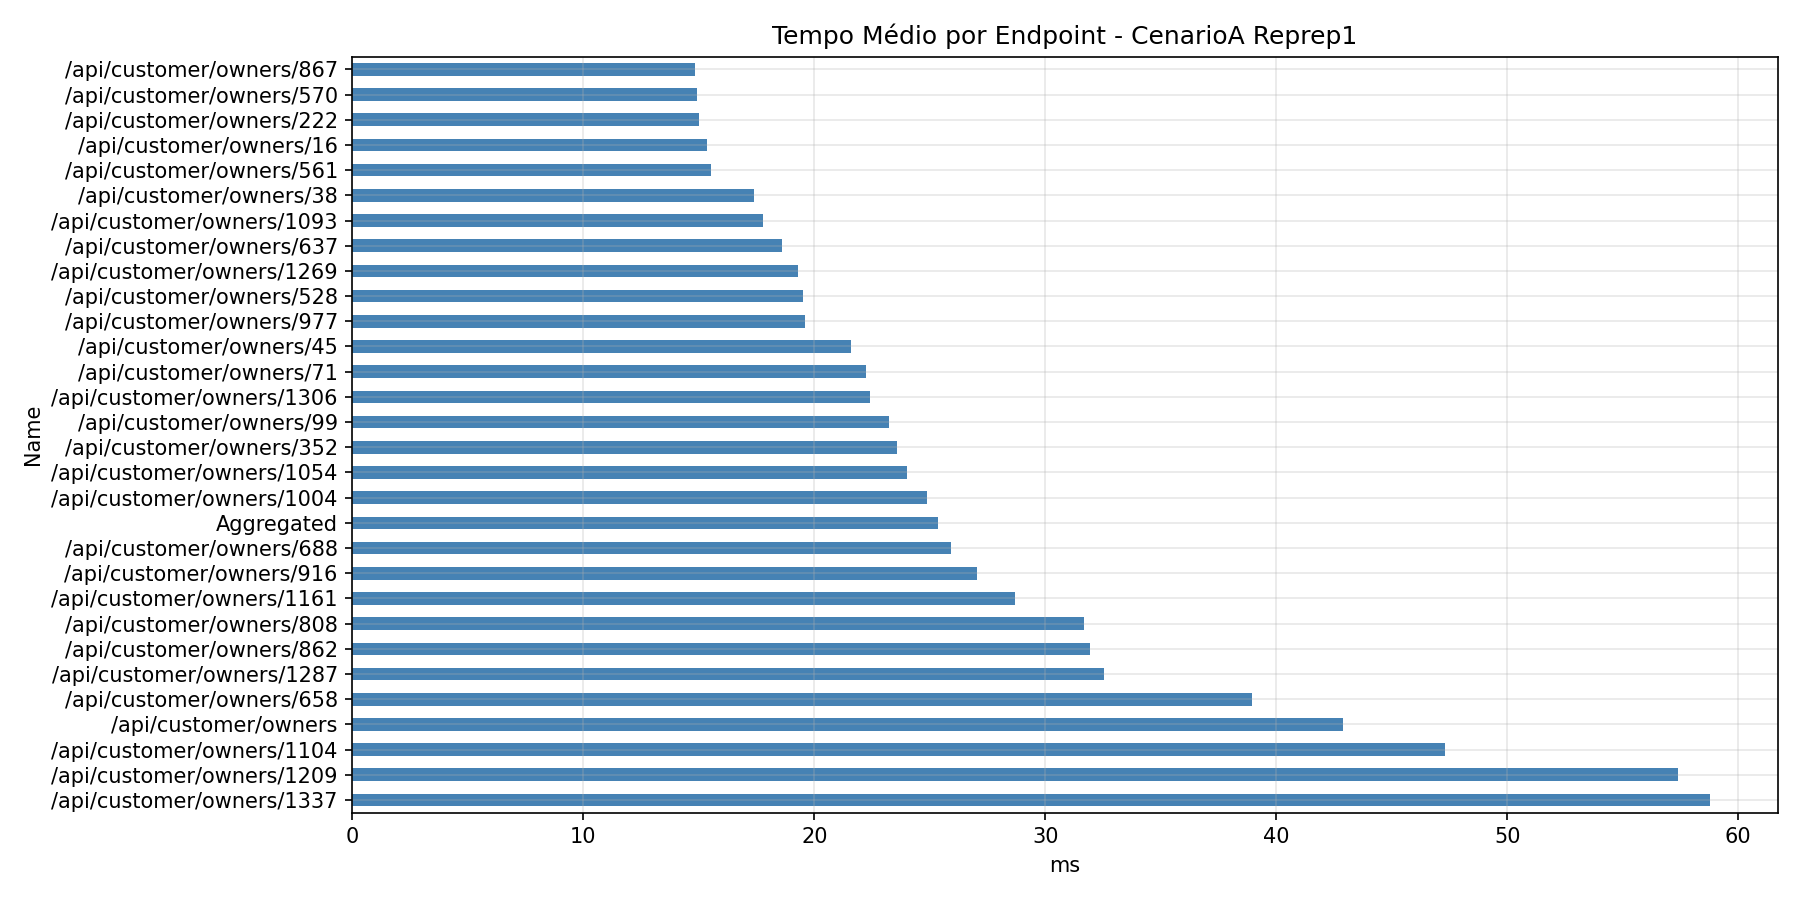 Tempo Médio por Endpoint - CenarioA Reprep1
/api/customer/owners/867
/api/customer/owners/570
/api/customer/owners/222
/api/customer/owners/16
/api/customer/owners/561
/api/customer/owners/38
/api/customer/owners/1093
/api/customer/owners/637
/api/customer/owners/1269
/api/customer/owners/528
/api/customer/owners/977
/api/customer/owners/45
/api/customer/owners/71
/api/customer/owners/1306
/api/customer/owners/99
/api/customer/owners/352
/api/customer/owners/1054
/api/customer/owners/1004
Aggregated
/api/customer/owners/688
/api/customer/owners/916
/api/customer/owners/1161
/api/customer/owners/808
/api/customer/owners/862
/api/customer/owners/1287
/api/customer/owners/658
/api/customer/owners
/api/customer/owners/1104
/api/customer/owners/1209
/api/customer/owners/1337
Name
0 10 20 30 40 50 60
ms